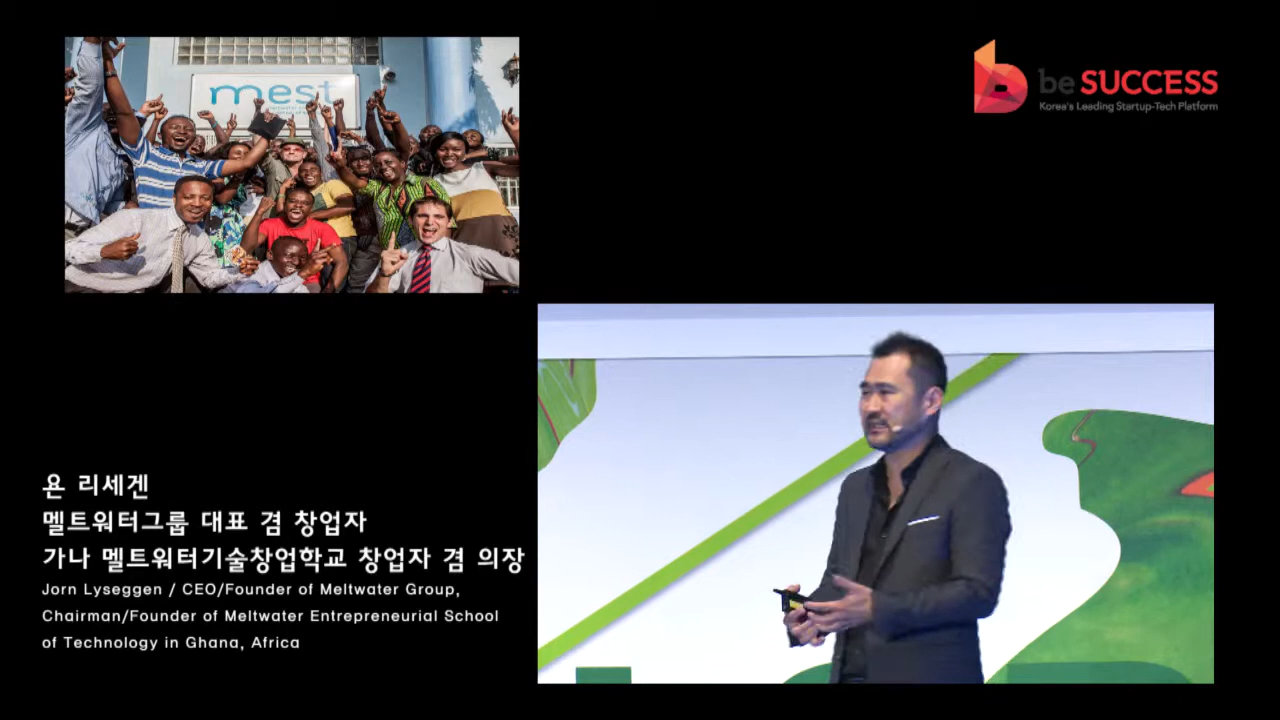 mest
be SUCCESS
Korea's Leading Startup-Tech Platform
욘 리세겐
멜트워터그룹 대표 겸 창업자
가나 멜트워터기술창업학교 창업자 겸 의장
Jorn Lyseggen / CEO/Founder of Meltwater Group,
Chairman/Founder of Meltwater Entrepreneurial School
of Technology in Ghana, Africa